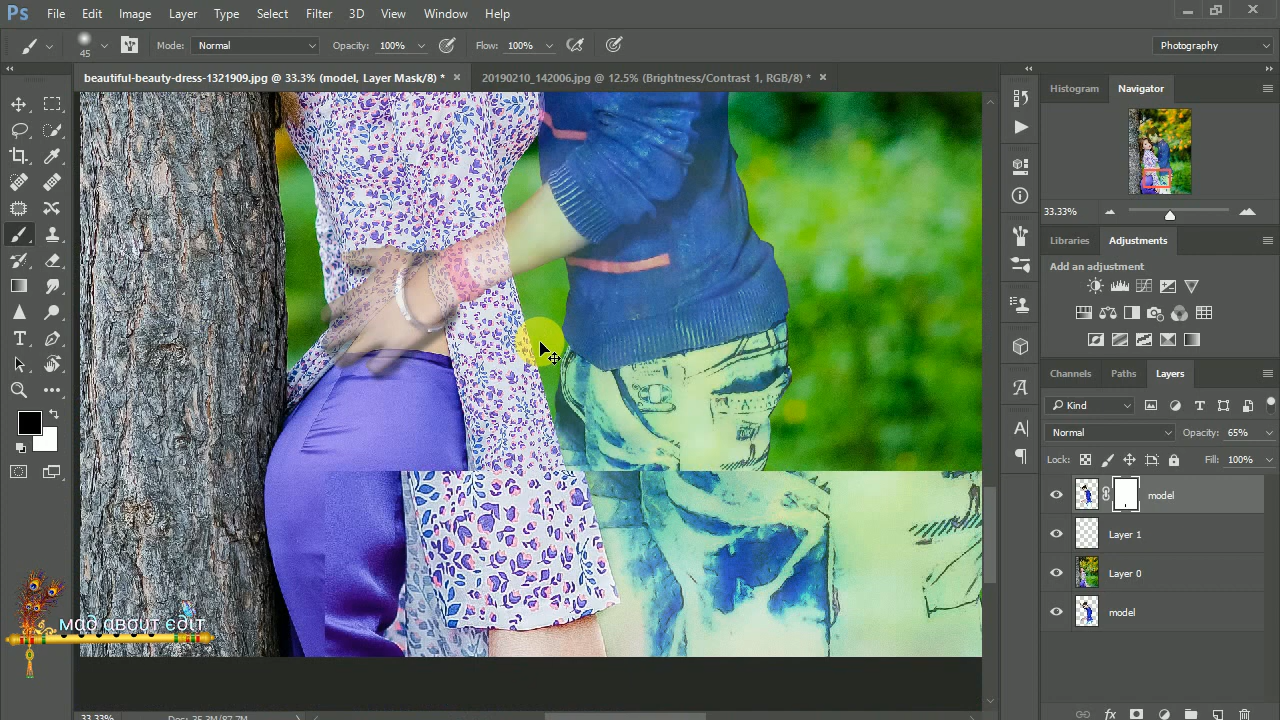 Ps File Edit Image Layer Type Select Filter 3D View Window Help
45 Mode: Normal Opacity: 100% Flow: 100% Photography
beautiful-beauty-dress-1321909.jpg @ 33.3% (model, Layer Mask/8) * × 20190210_142006.jpg @ 12.5% (Brightness/Contrast 1, RGB/8) * ×
Histogram Navigator
33.33%
Libraries Adjustments
Add an adjustment
Channels Paths Layers
Kind
Normal Opacity: 65%
Lock: Fill: 100%
model
Layer 1
Layer 0
model
MAD ABOUT EDIT
33.33% Doc: 35.3M/87.7M